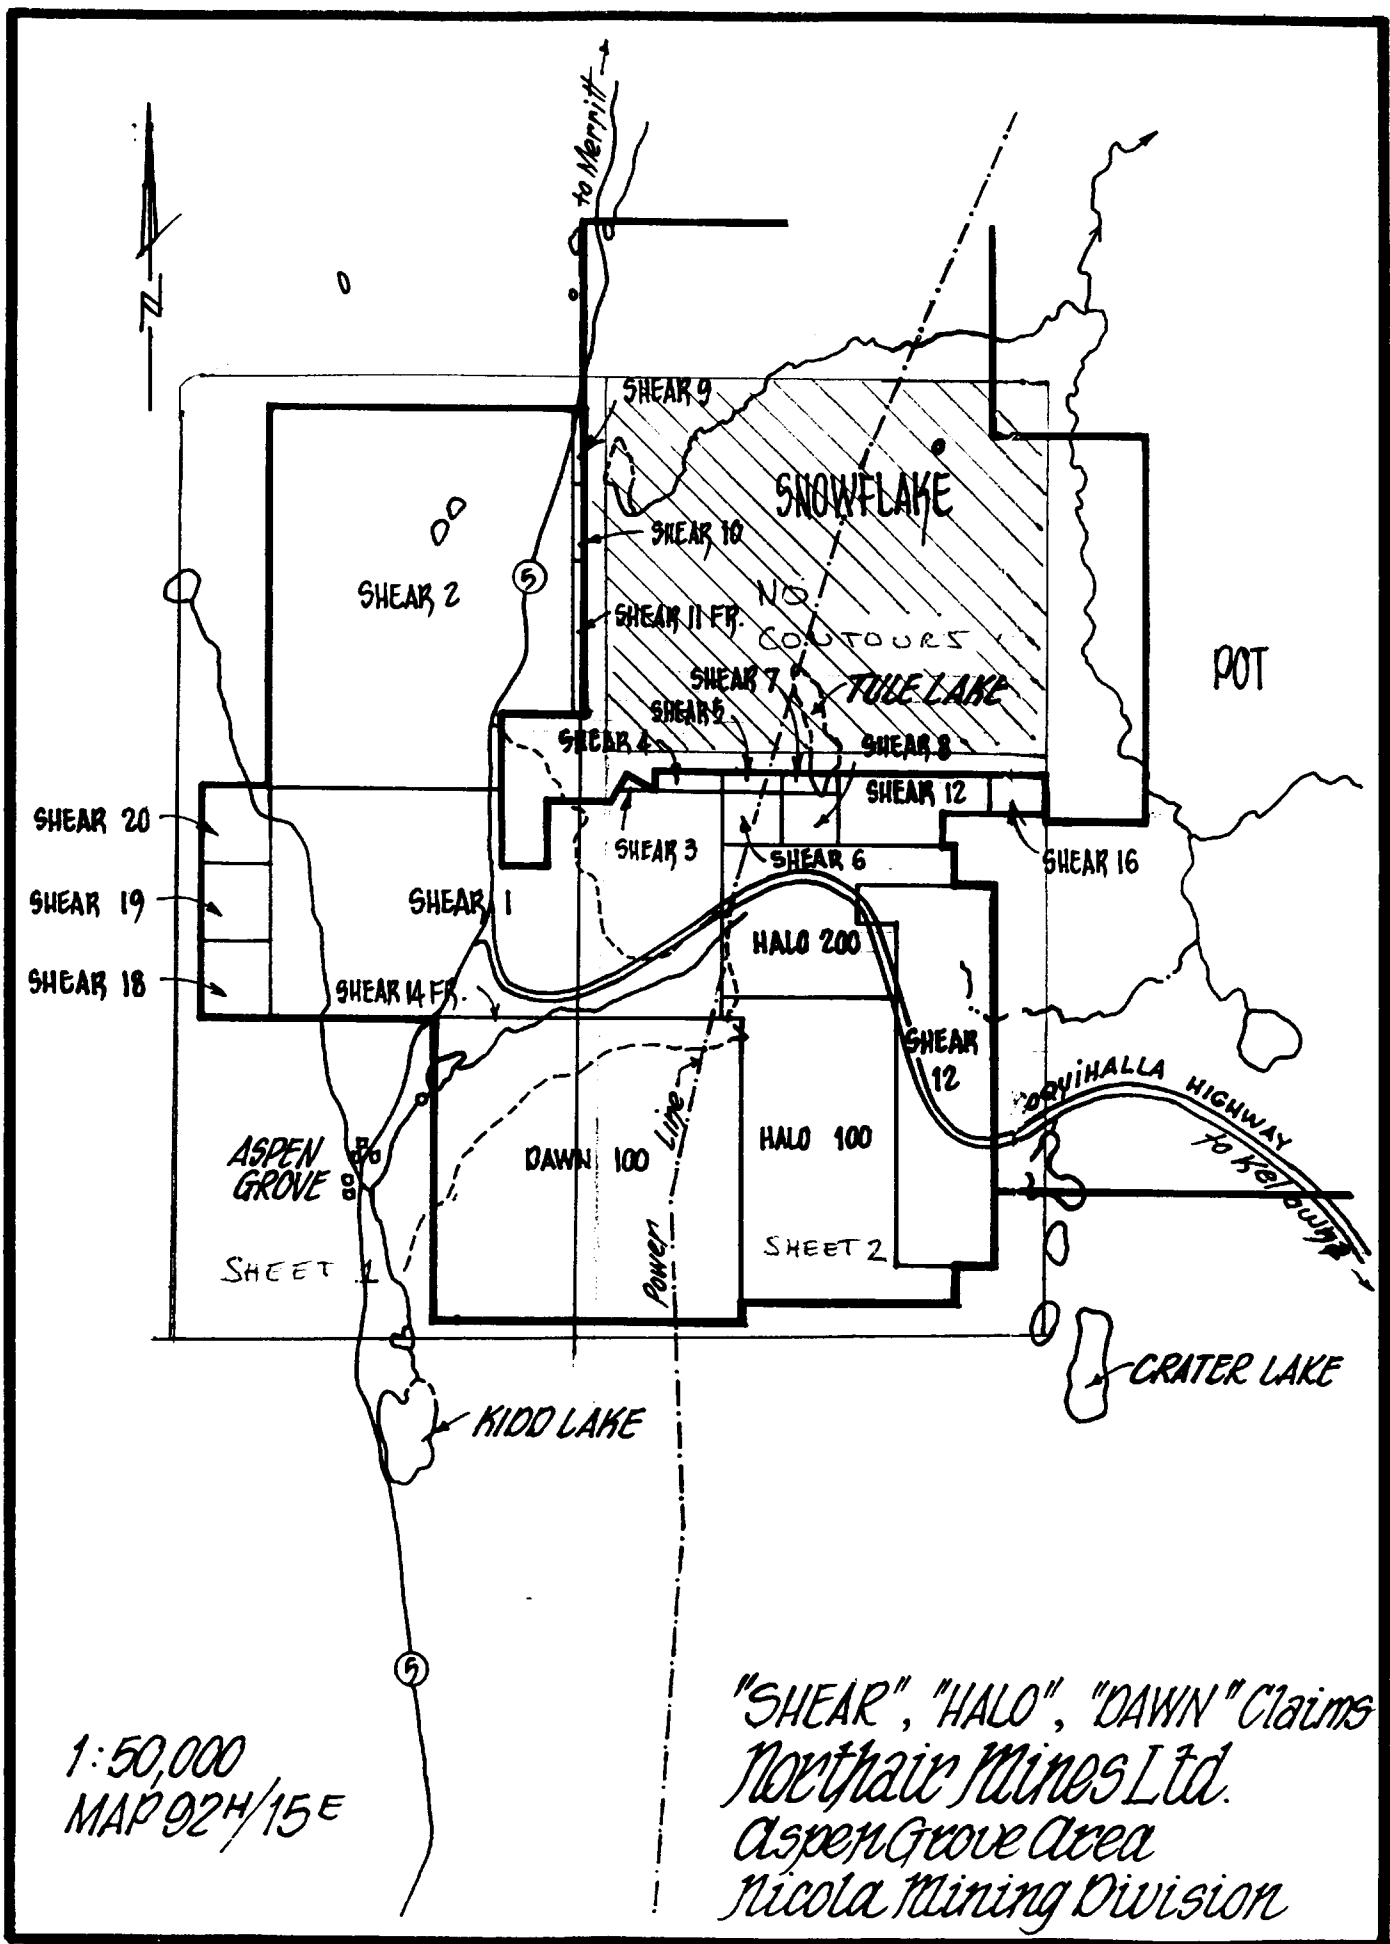 to Merritt
N
SHEAR 9
SNOWFLAKE
SHEAR 10
5
SHEAR 2
NO
SHEAR 11 FR.
CONTOURS
POT
SHEAR 7
TULE LAKE
SHEAR 5
SHEAR 4
SHEAR 8
SHEAR 12
SHEAR 20
SHEAR 3
SHEAR 6
SHEAR 16
SHEAR 19
SHEAR 1
HALO 200
SHEAR 18
SHEAR 14 FR.
SHEAR
12
COQUIHALLA HIGHWAY
to Kelowna
ASPEN
GROVE
DAWN 100
Power Line
HALO 100
SHEET 1
SHEET 2
CRATER LAKE
KIDD LAKE
5
1:50,000
MAP 92H/15E
"SHEAR", "HALO", "DAWN" Claims
Northair Mines Ltd.
Aspen Grove Area
Nicola Mining Division